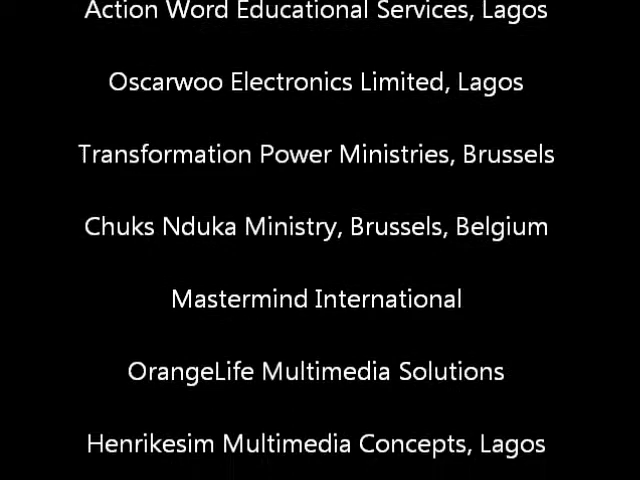 Action Word Educational Services, Lagos
Oscarwoo Electronics Limited, Lagos
Transformation Power Ministries, Brussels
Chuks Nduka Ministry, Brussels, Belgium
Mastermind International
OrangeLife Multimedia Solutions
Henrikesim Multimedia Concepts, Lagos